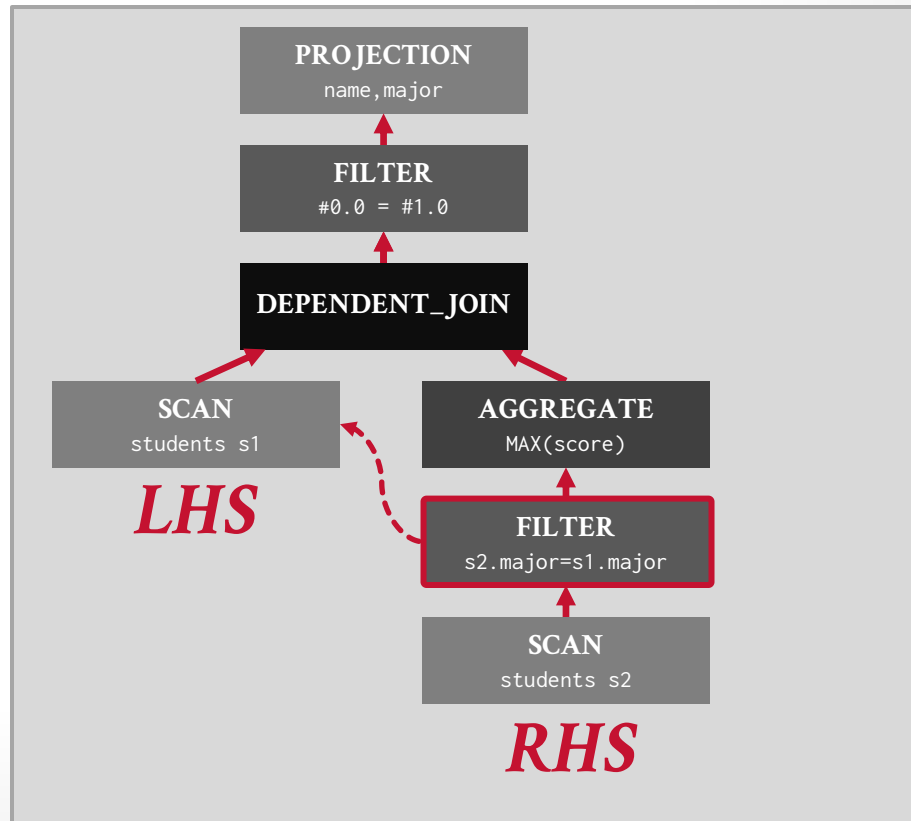 PROJECTION
name,major
FILTER
#0.0 = #1.0
DEPENDENT_JOIN
SCAN
students s1
LHS
AGGREGATE
MAX(score)
FILTER
s2.major=s1.major
SCAN
students s2
RHS